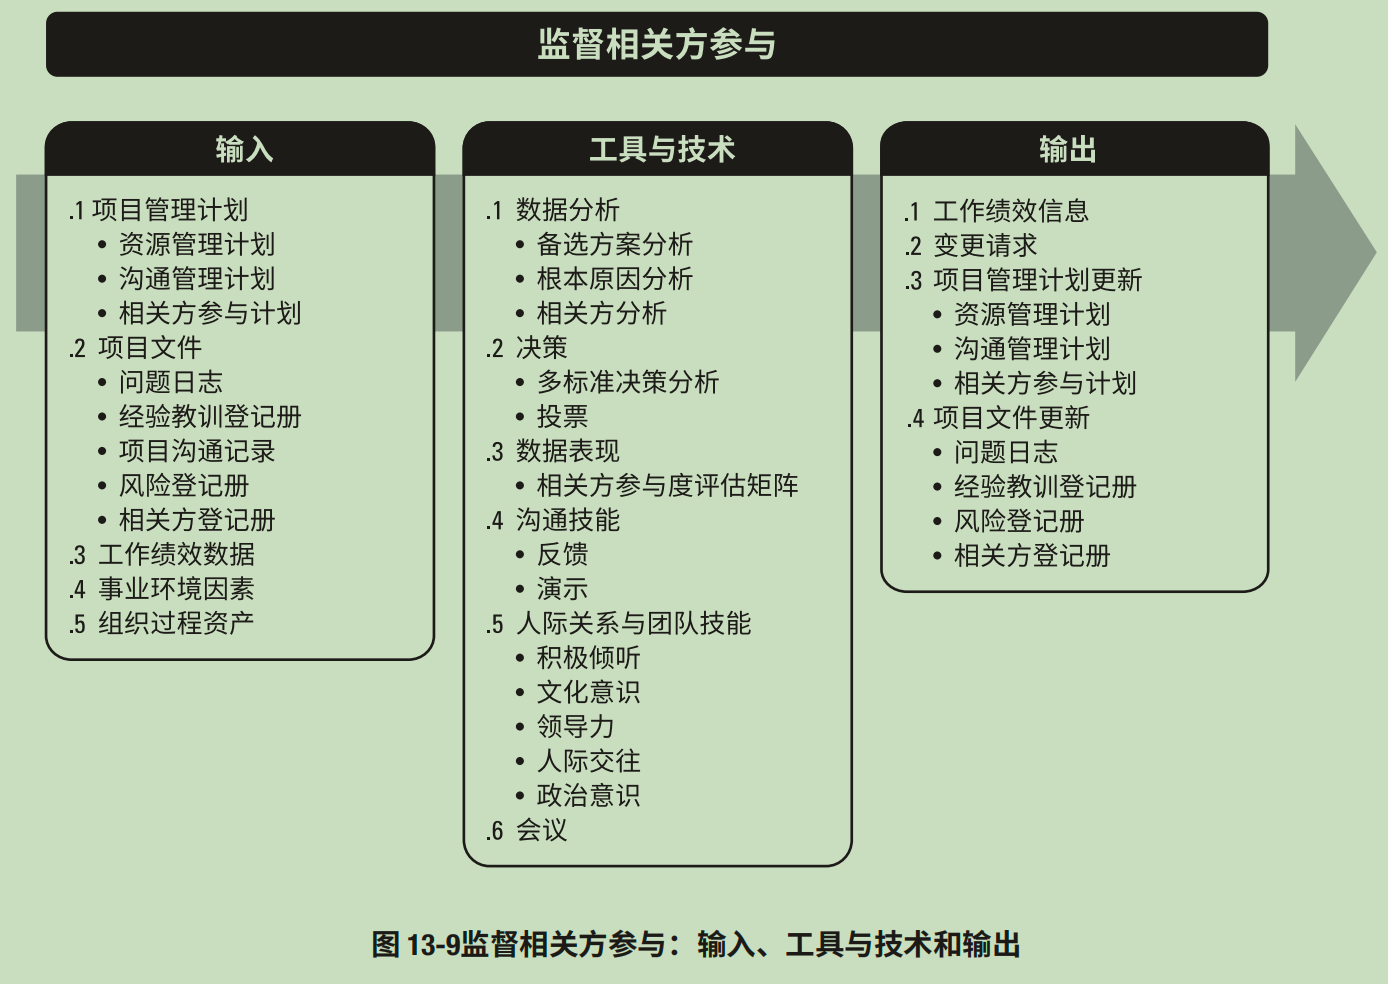 监督相关方参与
输入
.1 项目管理计划
• 资源管理计划
• 沟通管理计划
• 相关方参与计划
.2 项目文件
• 问题日志
• 经验教训登记册
• 项目沟通记录
• 风险登记册
• 相关方登记册
.3 工作绩效数据
.4 事业环境因素
.5 组织过程资产
工具与技术
.1 数据分析
• 备选方案分析
• 根本原因分析
• 相关方分析
.2 决策
• 多标准决策分析
• 投票
.3 数据表现
• 相关方参与度评估矩阵
.4 沟通技能
• 反馈
• 演示
.5 人际关系与团队技能
• 积极倾听
• 文化意识
• 领导力
• 人际交往
• 政治意识
.6 会议
输出
.1 工作绩效信息
.2 变更请求
.3 项目管理计划更新
• 资源管理计划
• 沟通管理计划
• 相关方参与计划
.4 项目文件更新
• 问题日志
• 经验教训登记册
• 风险登记册
• 相关方登记册
图 13-9监督相关方参与：输入、工具与技术和输出